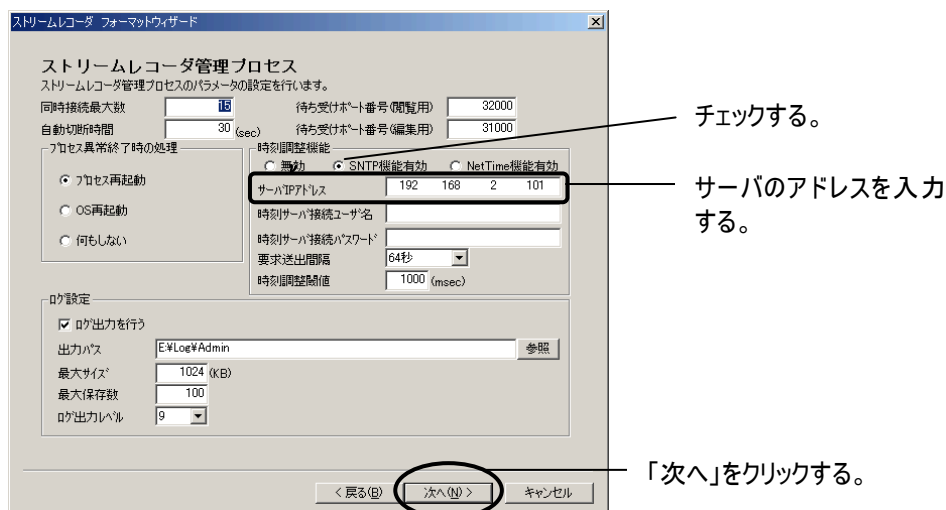 ストリームレコーダ フォーマットウィザード
ストリームレコーダ管理プロセス
ストリームレコーダ管理プロセスのパラメータの設定を行います。
同時接続最大数 15 待ち受けポート番号(閲覧用) 32000
自動切断時間 30 (sec) 待ち受けポート番号(編集用) 31000
プロセス異常終了時の処理
プロセス再起動
OS再起動
何もしない
時刻調整機能
無効 SNTP機能有効 NetTime機能有効
サーバIPアドレス 192 168 2 101
時刻サーバ接続ユーザ名
時刻サーバ接続パスワード
要求送出間隔 64秒
時刻調整閾値 1000 (msec)
ログ設定
ログ出力を行う
出力パス E:¥Log¥Admin 参照
最大サイズ 1024 (KB)
最大保存数 100
ログ出力レベル 9
< 戻る(B) 次へ(N) > キャンセル
チェックする。
サーバのアドレスを入力
する。
「次へ」をクリックする。